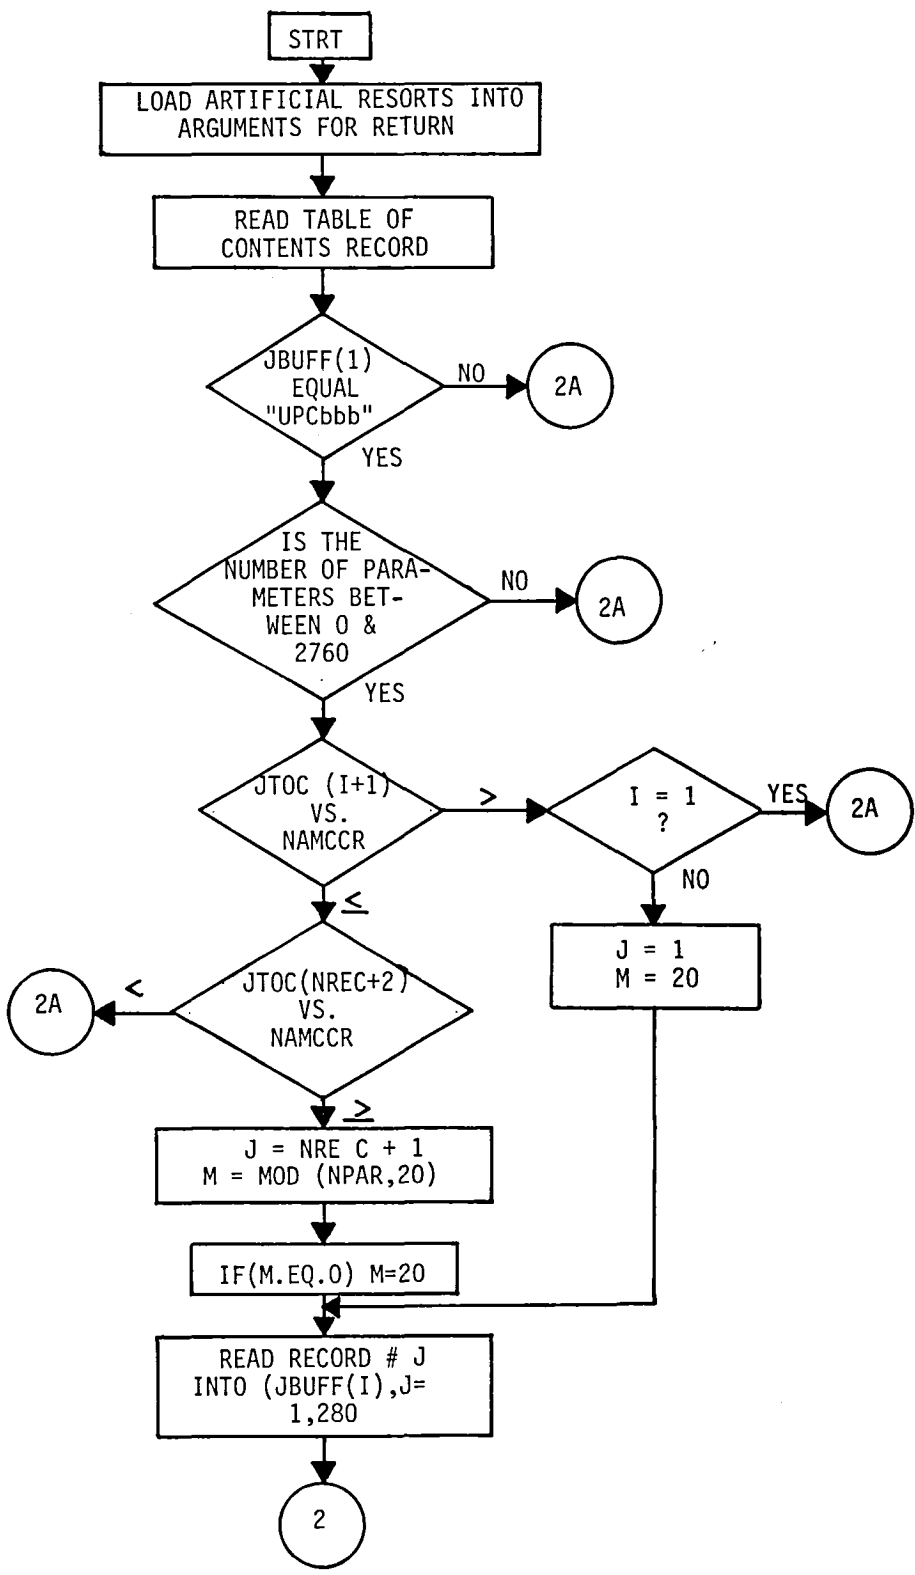 STRT
LOAD ARTIFICIAL RESORTS INTO
ARGUMENTS FOR RETURN
READ TABLE OF
CONTENTS RECORD
JBUFF(1)
EQUAL
"UPCbbb"
NO
2A
YES
IS THE
NUMBER OF PARA-
METERS BET-
WEEN 0 &
2760
NO
2A
YES
JTOC (I+1)
VS.
NAMCCR
>
I = 1
?
YES
2A
NO
≤
J = 1
M = 20
JTOC(NREC+2)
VS.
NAMCCR
<
2A
≥
J = NRE C + 1
M = MOD (NPAR,20)
IF(M.EQ.0) M=20
READ RECORD # J
INTO (JBUFF(I),J=
1,280
2